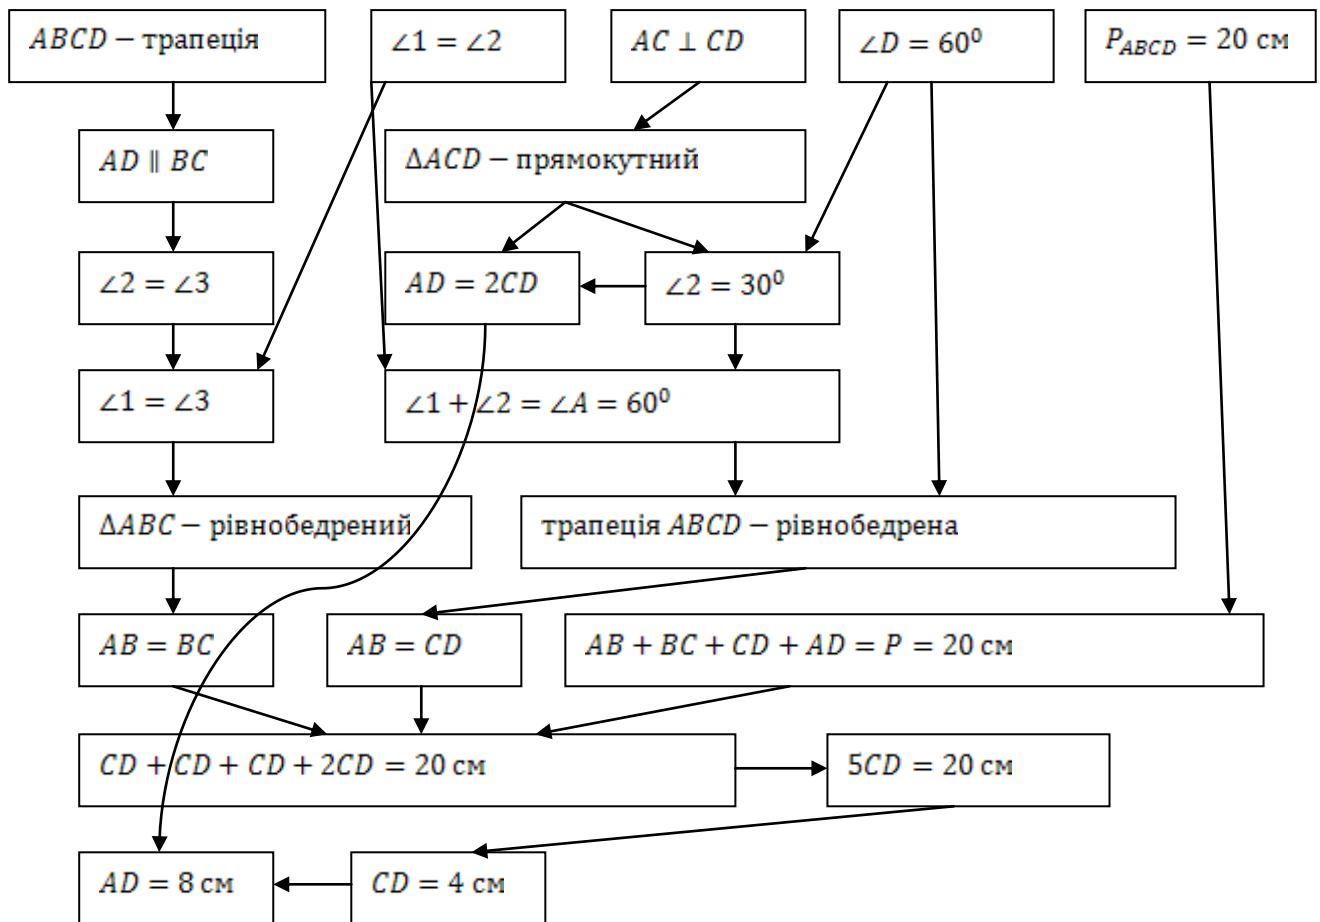 ABCD − трапеція
∠1 = ∠2
AC ⊥ CD
∠D = 60⁰
P_ABCD = 20 см
AD ∥ BC
ΔACD − прямокутний
∠2 = ∠3
AD = 2CD
∠2 = 30⁰
∠1 = ∠3
∠1 + ∠2 = ∠A = 60⁰
ΔABC − рівнобедрений
трапеція ABCD − рівнобедрена
AB = BC
AB = CD
AB + BC + CD + AD = P = 20 см
CD + CD + CD + 2CD = 20 см
5CD = 20 см
AD = 8 см
CD = 4 см